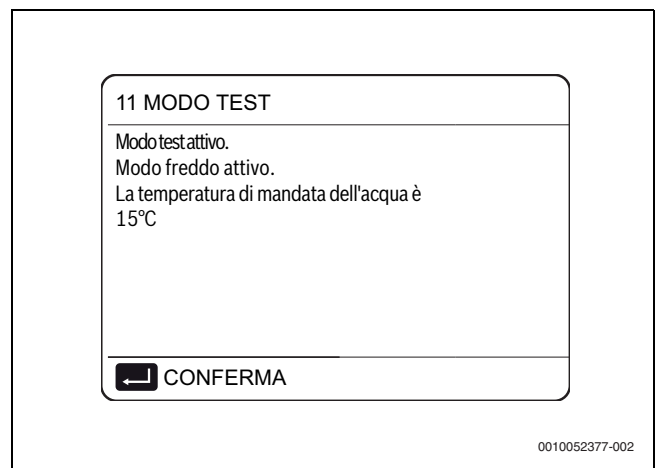 11 MODO TEST
Modo test attivo.
Modo freddo attivo.
La temperatura di mandata dell'acqua è
15°C
CONFERMA
0010052377-002